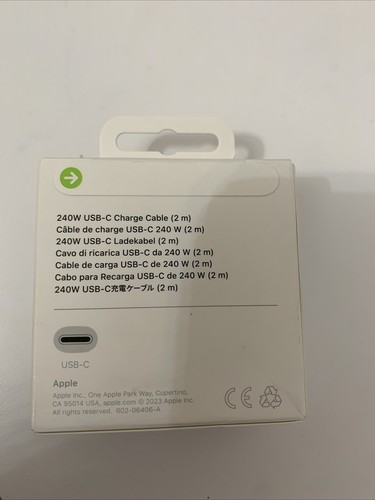 240W USB-C Charge Cable (2 m)
Câble de charge USB-C 240 W (2 m)
240W USB-C Ladekabel (2 m)
Cavo di ricarica USB-C da 240 W (2 m)
Cable de carga USB-C de 240 W (2 m)
Cabo para Recarga USB-C de 240 W (2 m)
240W USB-C充電ケーブル (2 m)
USB-C
Apple
Apple Inc., One Apple Park Way, Cupertino,
CA 95014 USA, apple.com © 2023 Apple Inc.
All rights reserved. 602-06406-A
CE